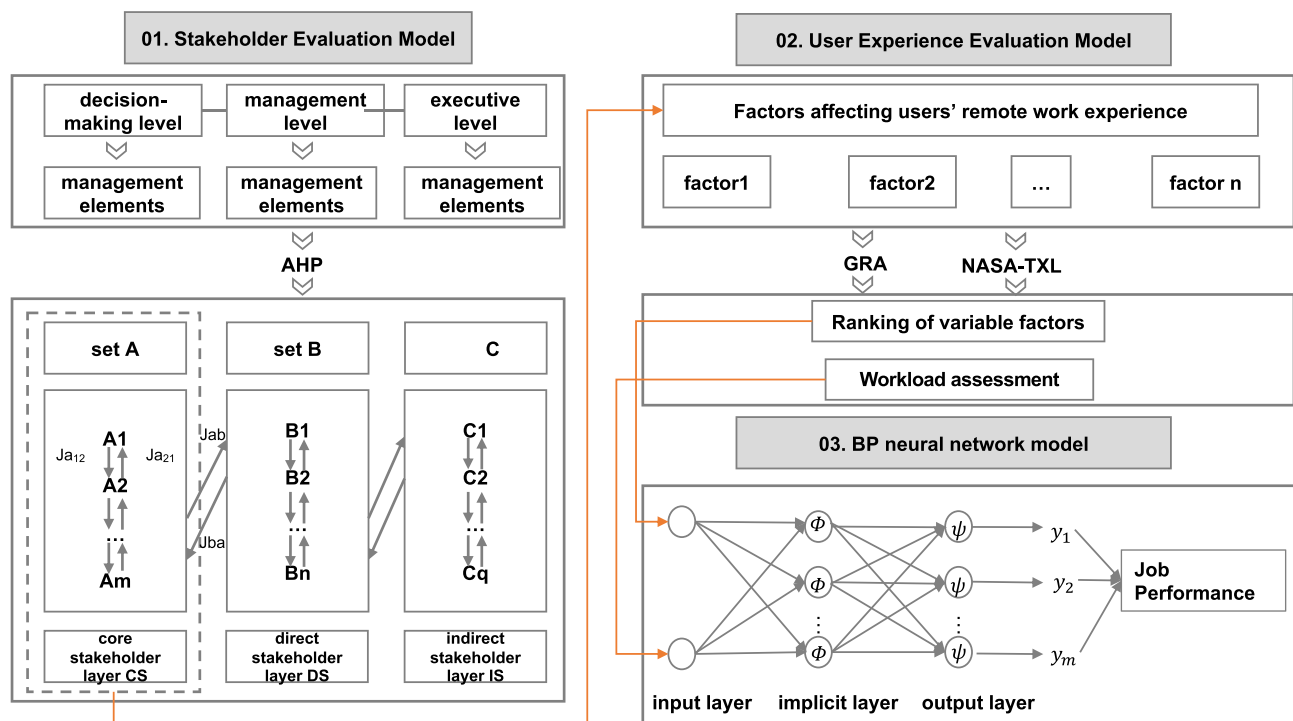 01. Stakeholder Evaluation Model
decision-
making level
management
level
executive
level
management
elements
management
elements
management
elements
AHP
set A
set B
C
A1
Ja₁₂
Ja₂₁
A2
...
Am
Jab
Jba
B1
B2
...
Bn
C1
C2
...
Cq
core
stakeholder
layer CS
direct
stakeholder
layer DS
indirect
stakeholder
layer IS
02. User Experience Evaluation Model
Factors affecting users’ remote work experience
factor1
factor2
...
factor n
GRA
NASA-TXL
Ranking of variable factors
Workload assessment
03. BP neural network model
Φ
ψ
y₁
Φ
ψ
y₂
⋮
⋮
Φ
ψ
yₘ
Job
Performance
input layer
implicit layer
output layer